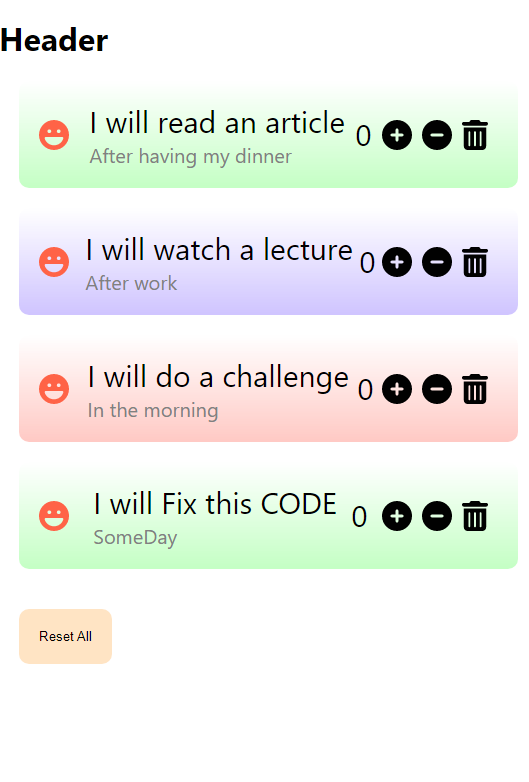 Header
I will read an article
0
After having my dinner
I will watch a lecture
0
After work
I will do a challenge
0
In the morning
I will Fix this CODE
0
SomeDay
Reset All